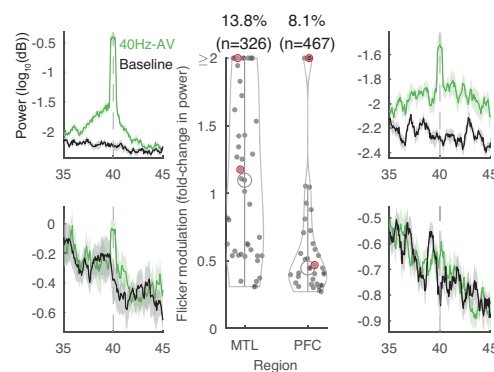 13.8% 8.1%
(n=326) (n=467)
Power (log10(dB))
-0.5
-1
-1.5
-2
40Hz-AV
Baseline
35 40 45
0
-0.2
-0.4
-0.6
35 40 45
Flicker modulation (fold-change in power)
≥2
1.5
1
0.5
0
MTL PFC
Region
-1.6
-1.8
-2
-2.2
-2.4
35 40 45
-0.5
-0.6
-0.7
-0.8
-0.9
35 40 45